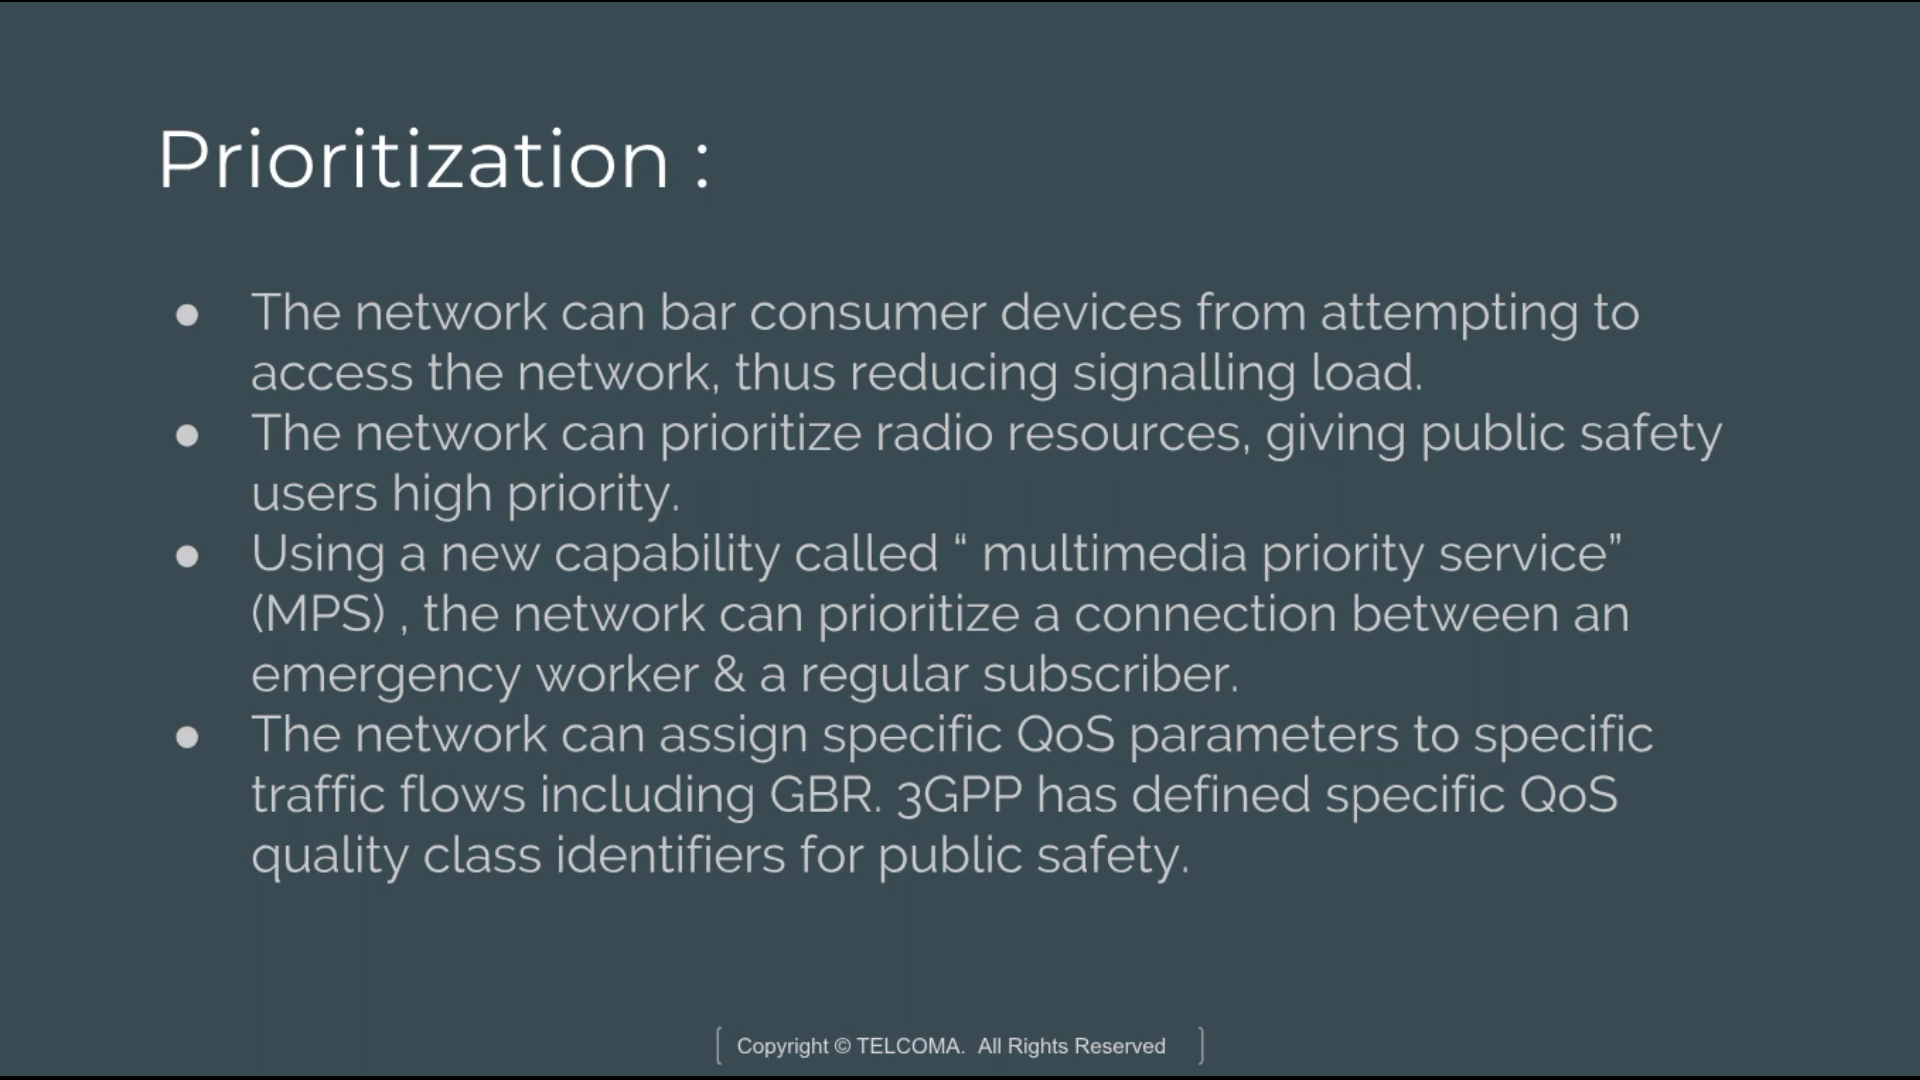 Prioritization :
● The network can bar consumer devices from attempting to
access the network, thus reducing signalling load.
● The network can prioritize radio resources, giving public safety
users high priority.
● Using a new capability called “ multimedia priority service”
(MPS) , the network can prioritize a connection between an
emergency worker & a regular subscriber.
● The network can assign specific QoS parameters to specific
traffic flows including GBR. 3GPP has defined specific QoS
quality class identifiers for public safety.
[ Copyright © TELCOMA. All Rights Reserved ]